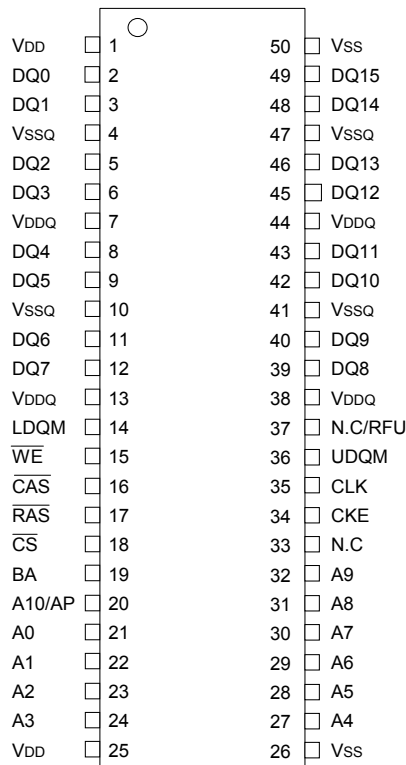 VDD 1 50 VSS
DQ0 2 49 DQ15
DQ1 3 48 DQ14
VSSQ 4 47 VSSQ
DQ2 5 46 DQ13
DQ3 6 45 DQ12
VDDQ 7 44 VDDQ
DQ4 8 43 DQ11
DQ5 9 42 DQ10
VSSQ 10 41 VSSQ
DQ6 11 40 DQ9
DQ7 12 39 DQ8
VDDQ 13 38 VDDQ
LDQM 14 37 N.C/RFU
W̅E̅ 15 36 UDQM
C̅A̅S̅ 16 35 CLK
R̅A̅S̅ 17 34 CKE
C̅S̅ 18 33 N.C
BA 19 32 A9
A10/AP 20 31 A8
A0 21 30 A7
A1 22 29 A6
A2 23 28 A5
A3 24 27 A4
VDD 25 26 VSS